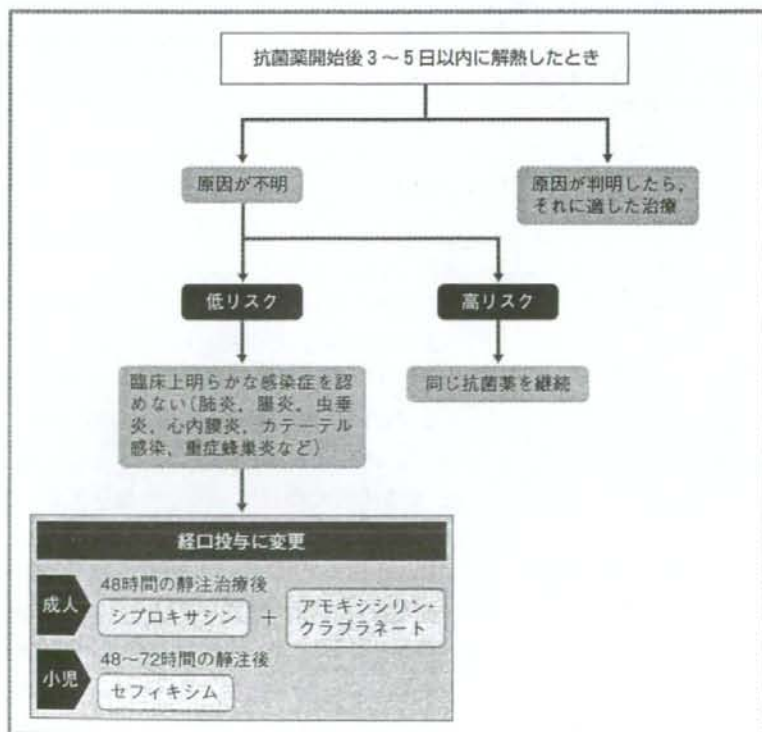 抗菌薬開始後3～5日以内に解熱したとき
原因が不明
原因が判明したら，
それに適した治療
低リスク
高リスク
臨床上明らかな感染症を認
めない（肺炎，腸炎，虫垂
炎，心内膜炎，カテーテル
感染，重症蜂巣炎など）
同じ抗菌薬を継続
経口投与に変更
成人
48時間の静注治療後
シプロキサシン
+
アモキシシリン・
クラブラネート
小児
48～72時間の静注後
セフィキシム